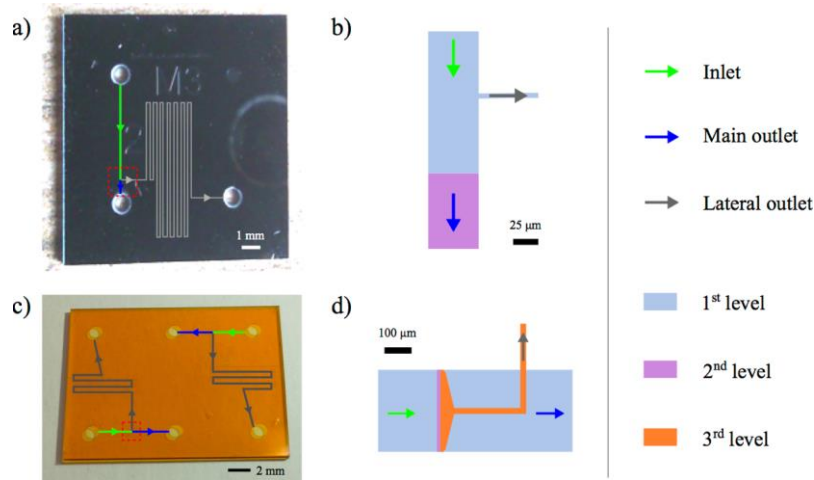 a)
b)
M3
1 mm
25 μm
Inlet
Main outlet
Lateral outlet
c)
d)
100 μm
2 mm
1st level
2nd level
3rd level